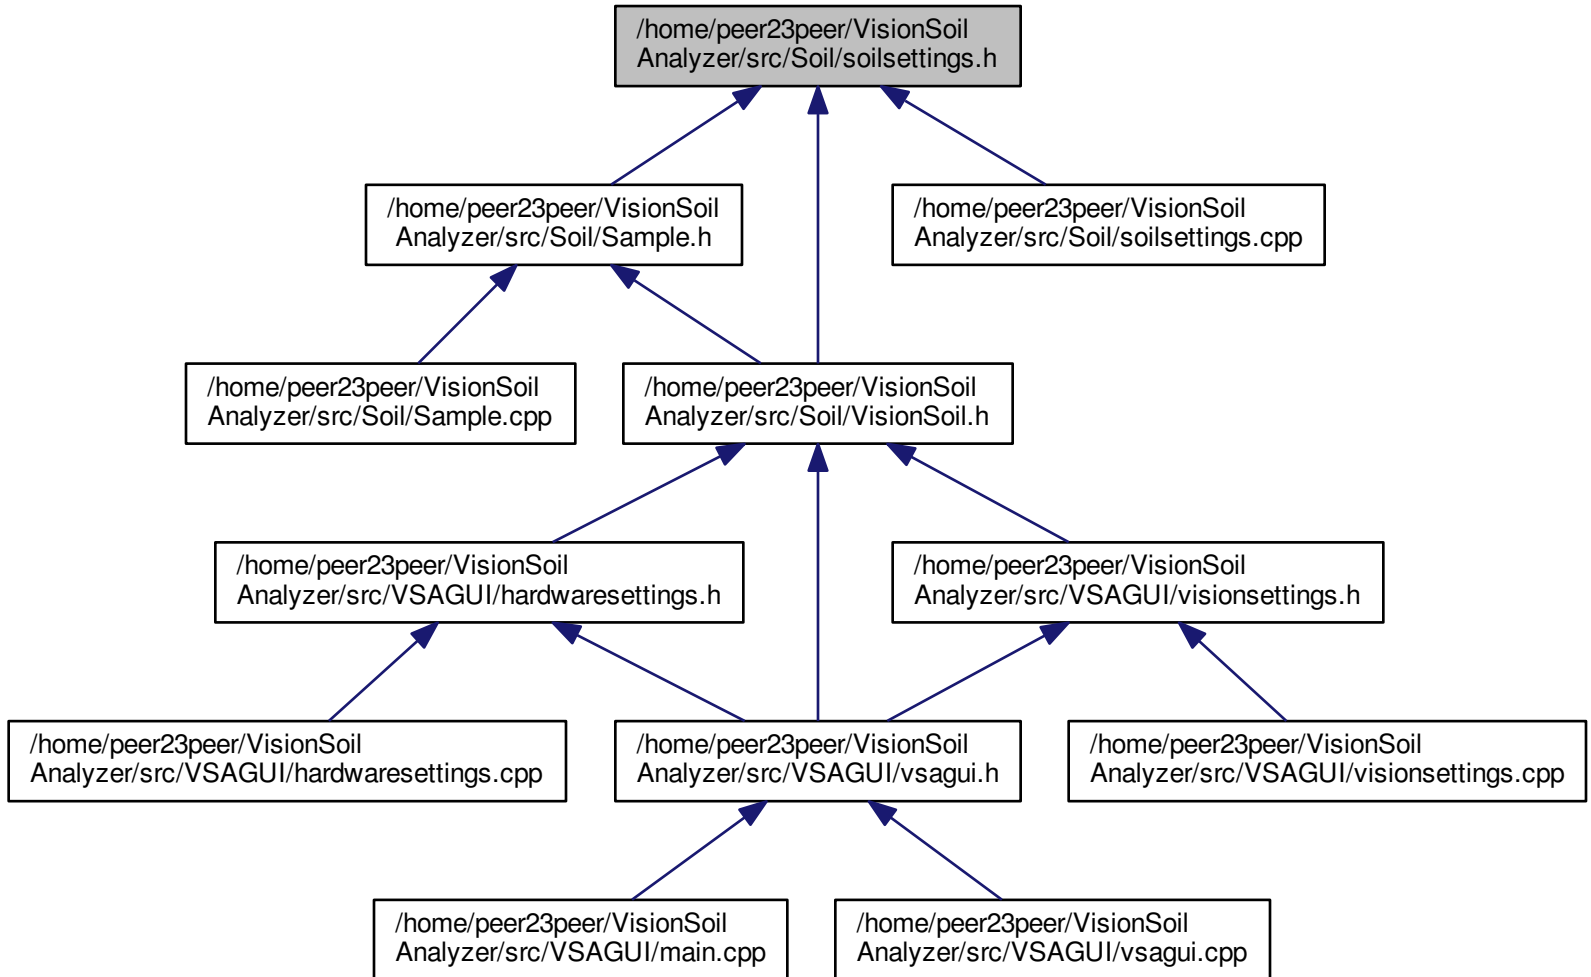 /home/peer23peer/VisionSoil
Analyzer/src/Soil/soilsettings.h
/home/peer23peer/VisionSoil
Analyzer/src/Soil/Sample.h
/home/peer23peer/VisionSoil
Analyzer/src/Soil/soilsettings.cpp
/home/peer23peer/VisionSoil
Analyzer/src/Soil/Sample.cpp
/home/peer23peer/VisionSoil
Analyzer/src/Soil/VisionSoil.h
/home/peer23peer/VisionSoil
Analyzer/src/VSAGUI/hardwaresettings.h
/home/peer23peer/VisionSoil
Analyzer/src/VSAGUI/visionsettings.h
/home/peer23peer/VisionSoil
Analyzer/src/VSAGUI/hardwaresettings.cpp
/home/peer23peer/VisionSoil
Analyzer/src/VSAGUI/vsagui.h
/home/peer23peer/VisionSoil
Analyzer/src/VSAGUI/visionsettings.cpp
/home/peer23peer/VisionSoil
Analyzer/src/VSAGUI/main.cpp
/home/peer23peer/VisionSoil
Analyzer/src/VSAGUI/vsagui.cpp